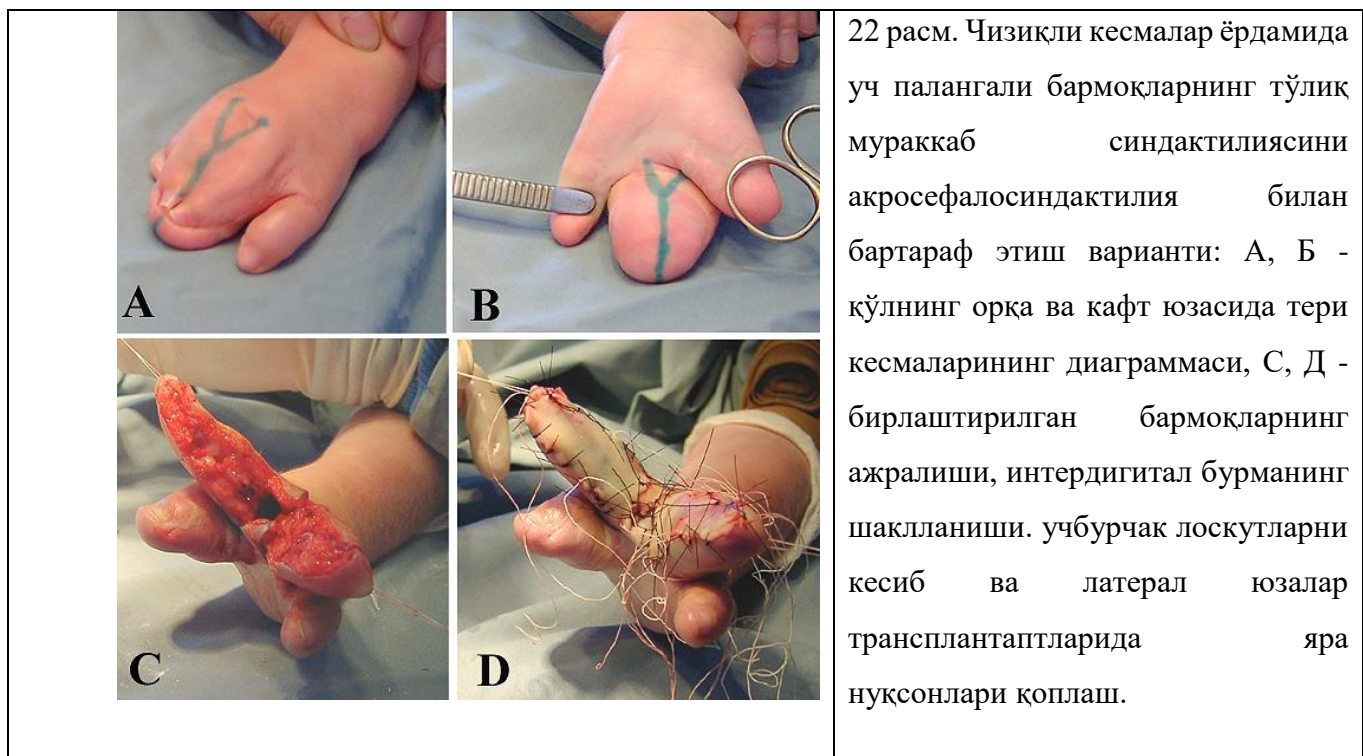 A
B
C
D
22 расм. Чизиқли кесмалар ёрдамида
уч палангали бармоқларнинг тўлиқ
мураккаб синдактилиясини
акросефалосиндактилия билан
бартараф этиш варианти: А, Б -
қўлнинг орқа ва кафт юзасида тери
кесмаларининг диаграммаси, С, Д -
бирлаштирилган бармоқларнинг
ажралиши, интердигитал бурманинг
шаклланиши. учбурчак лоскутларни
кесиб ва латерал юзалар
трансплантаптларида яра
нуқсонлари қоплаш.